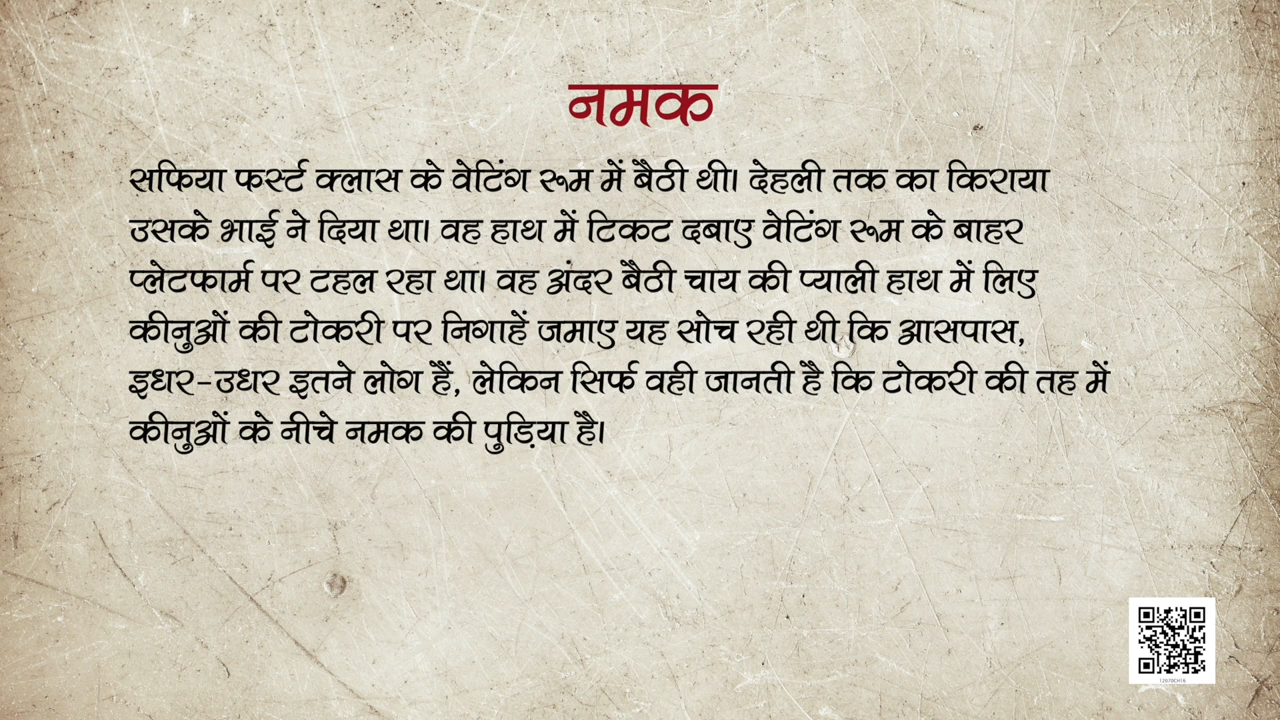 नमक
सफिया फर्स्ट क्लास के वेटिंग रूम में बैठी थी। देहली तक का किराया
उसके भाई ने दिया था। वह हाथ में टिकट दबाए वेटिंग रूम के बाहर
प्लेटफार्म पर टहल रहा था। वह अंदर बैठी चाय की प्याली हाथ में लिए
कीनुओं की टोकरी पर निगाहें जमाए यह सोच रही थी कि आसपास,
इधर-उधर इतने लोग हैं, लेकिन सिर्फ वही जानती है कि टोकरी की तह में
कीनुओं के नीचे नमक की पुड़िया है।
12070CH16